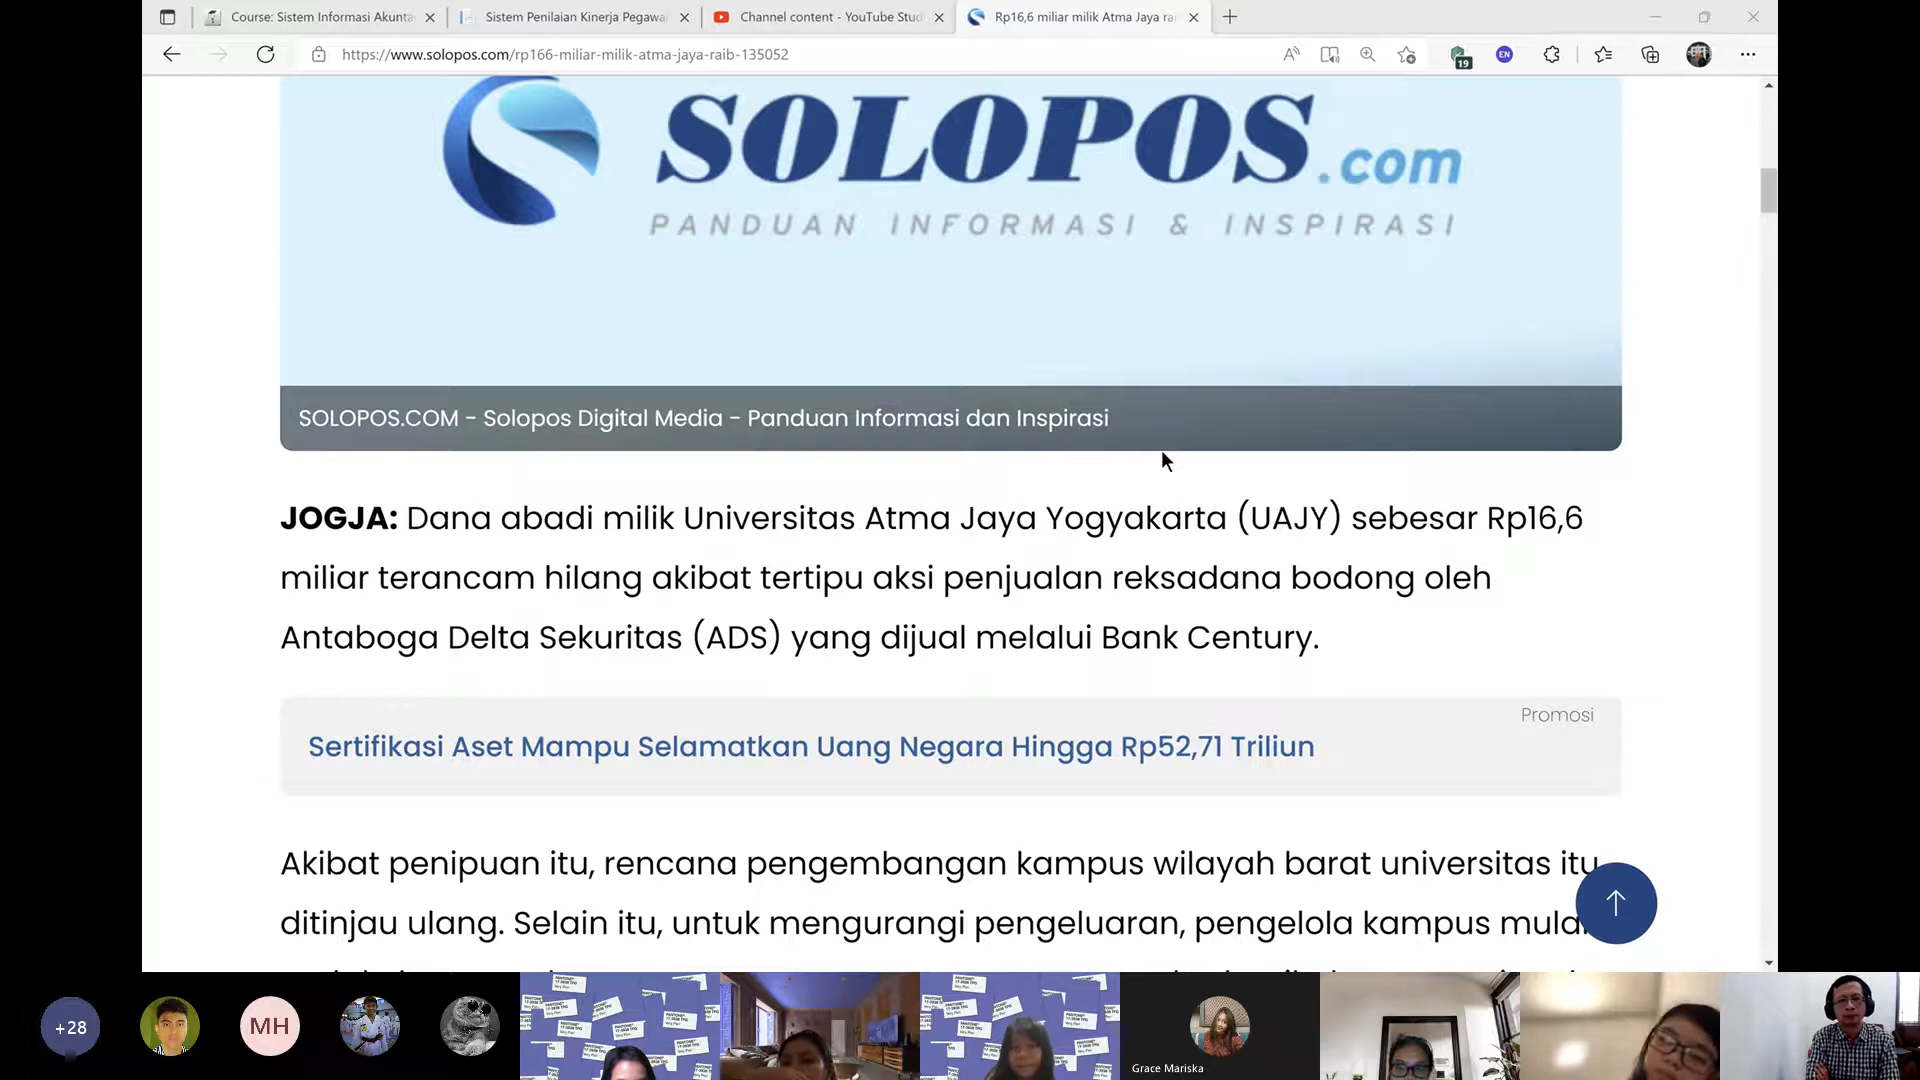 Course: Sistem Informasi Akunta
Sistem Penilaian Kinerja Pegawa
Channel content - YouTube Stud
Rp16,6 miliar milik Atma Jaya rai
https://www.solopos.com/rp166-miliar-milik-atma-jaya-raib-135052
19
EN
SOLOPOS.com
PANDUAN INFORMASI & INSPIRASI
SOLOPOS.COM - Solopos Digital Media - Panduan Informasi dan Inspirasi
JOGJA: Dana abadi milik Universitas Atma Jaya Yogyakarta (UAJY) sebesar Rp16,6
miliar terancam hilang akibat tertipu aksi penjualan reksadana bodong oleh
Antaboga Delta Sekuritas (ADS) yang dijual melalui Bank Century.
Promosi
Sertifikasi Aset Mampu Selamatkan Uang Negara Hingga Rp52,71 Triliun
Akibat penipuan itu, rencana pengembangan kampus wilayah barat universitas itu
ditinjau ulang. Selain itu, untuk mengurangi pengeluaran, pengelola kampus mulai
+28
MH
Grace Mariska